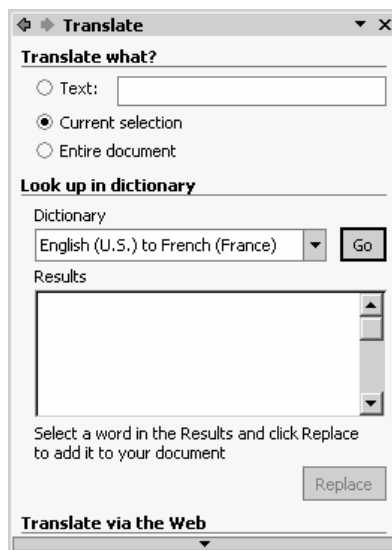 Translate
Translate what?
Text:
Current selection
Entire document
Look up in dictionary
Dictionary
English (U.S.) to French (France)
Go
Results
Select a word in the Results and click Replace
to add it to your document
Replace
Translate via the Web